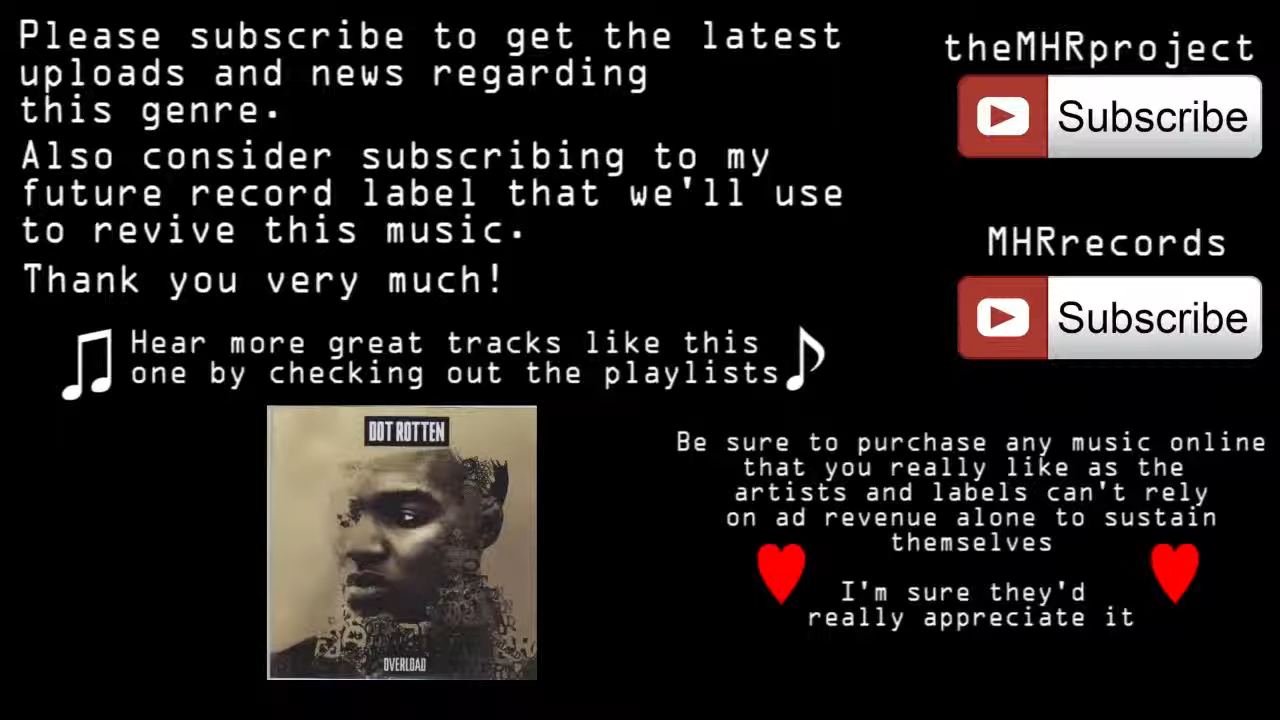 Please subscribe to get the latest
uploads and news regarding
this genre.
Also consider subscribing to my
future record label that we'll use
to revive this music.
Thank you very much!
Hear more great tracks like this
one by checking out the playlists
DOT ROTTEN
OVERLOAD
theMHRproject
Subscribe
MHRrecords
Subscribe
Be sure to purchase any music online
that you really like as the
artists and labels can't rely
on ad revenue alone to sustain
themselves
I'm sure they'd
really appreciate it